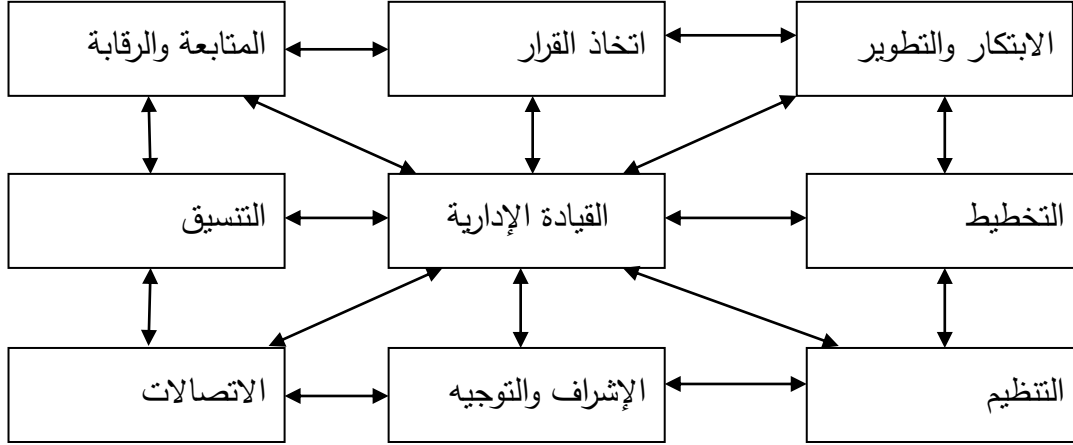 الابتكار والتطوير
اتخاذ القرار
المتابعة والرقابة
التخطيط
القيادة الإدارية
التنسيق
التنظيم
الإشراف والتوجيه
الاتصالات